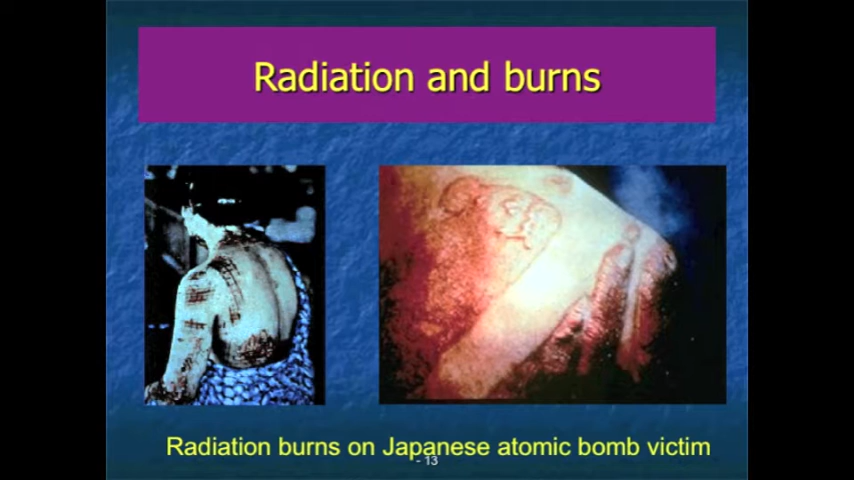 Radiation and burns
Radiation burns on Japanese atomic bomb victim
- 13